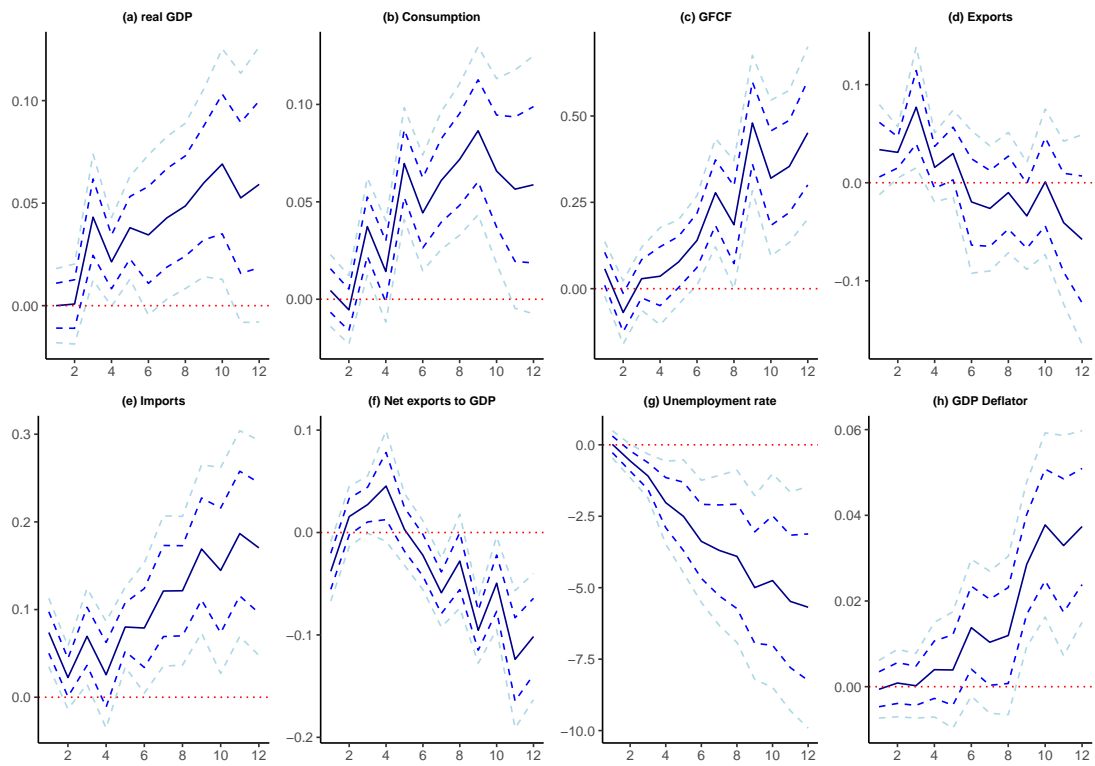 (a) real GDP
0.10
0.05
0.00
2 4 6 8 10 12
(b) Consumption
0.10
0.05
0.00
2 4 6 8 10 12
(c) GFCF
0.50
0.25
0.00
2 4 6 8 10 12
(d) Exports
0.1
0.0
−0.1
2 4 6 8 10 12
(e) Imports
0.3
0.2
0.1
0.0
2 4 6 8 10 12
(f) Net exports to GDP
0.1
0.0
−0.1
−0.2
2 4 6 8 10 12
(g) Unemployment rate
0.0
−2.5
−5.0
−7.5
−10.0
2 4 6 8 10 12
(h) GDP Deflator
0.06
0.04
0.02
0.00
2 4 6 8 10 12